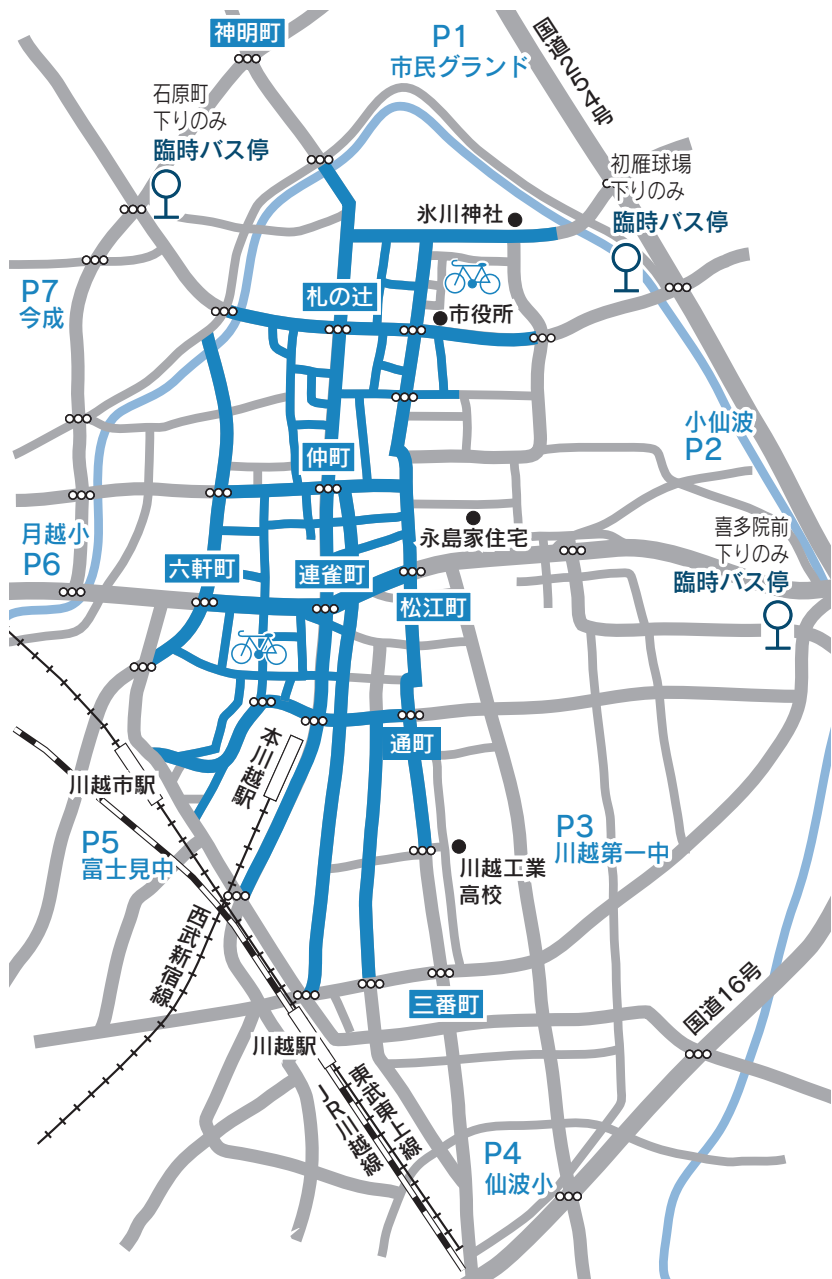 神明町
P1
市民グランド
国道254号
石原町
下りのみ
臨時バス停
初雁球場
下りのみ
臨時バス停
氷川神社
P7
今成
札の辻
市役所
小仙波
P2
仲町
月越小
P6
永島家住宅
喜多院前
下りのみ
臨時バス停
六軒町
連雀町
松江町
本川越駅
通町
川越市駅
P5
富士見中
P3
川越第一中
川越工業
高校
西武新宿線
三番町
国道16号
川越駅
東武東上線
JR川越線
P4
仙波小